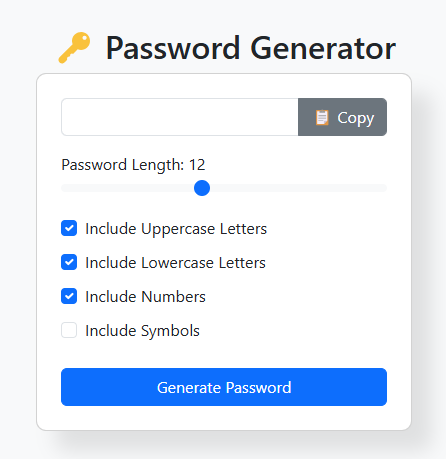 🔑 Password Generator
📋 Copy
Password Length: 12
Include Uppercase Letters
Include Lowercase Letters
Include Numbers
Include Symbols
Generate Password